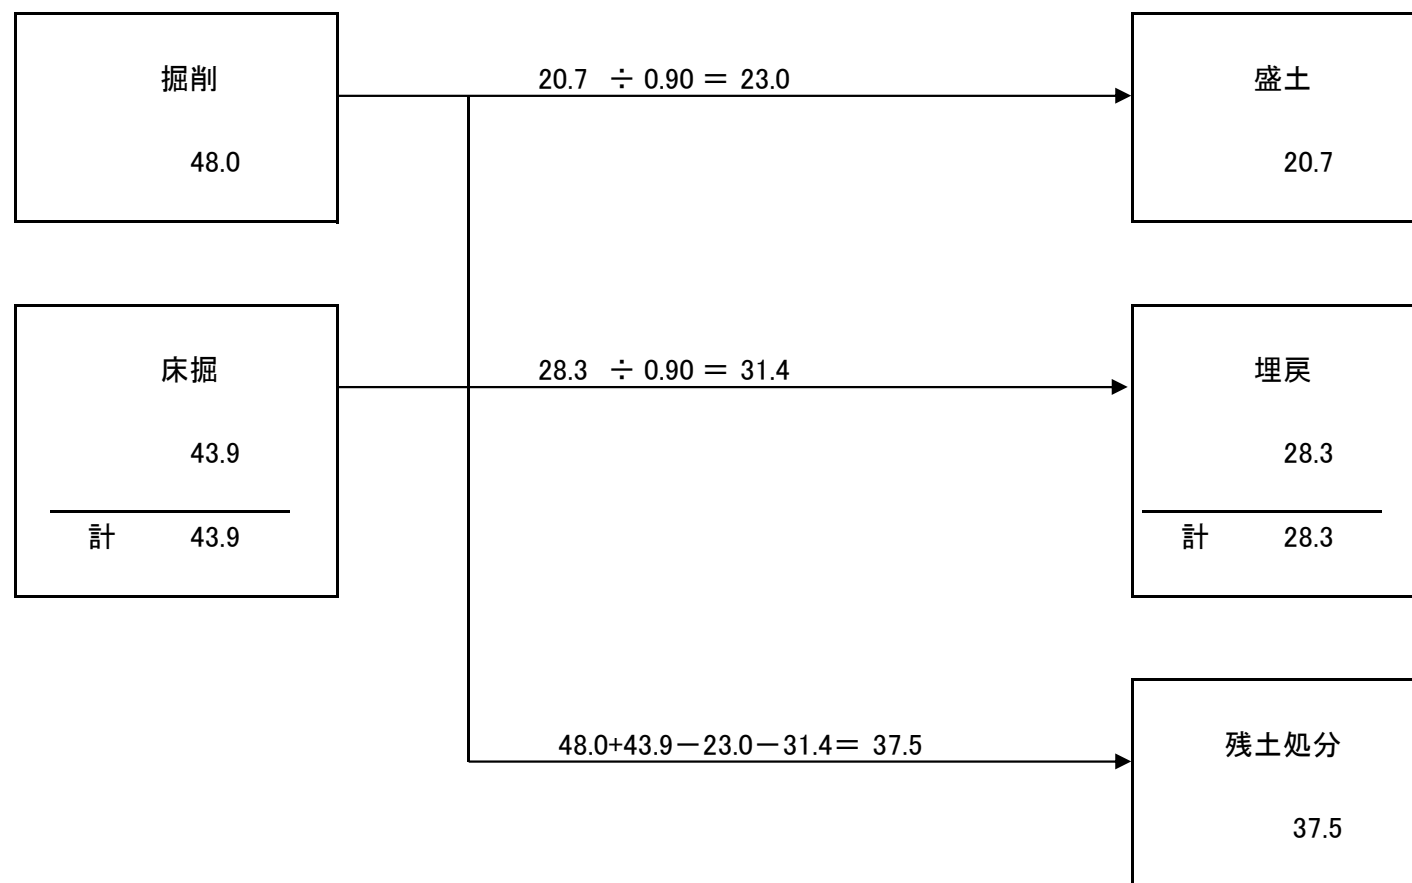 掘削
20.7 ÷ 0.90 ＝ 23.0
盛土
48.0
20.7
床掘
28.3 ÷ 0.90 ＝ 31.4
埋戻
43.9
28.3
計 43.9
計 28.3
48.0+43.9－23.0－31.4＝ 37.5
残土処分
37.5